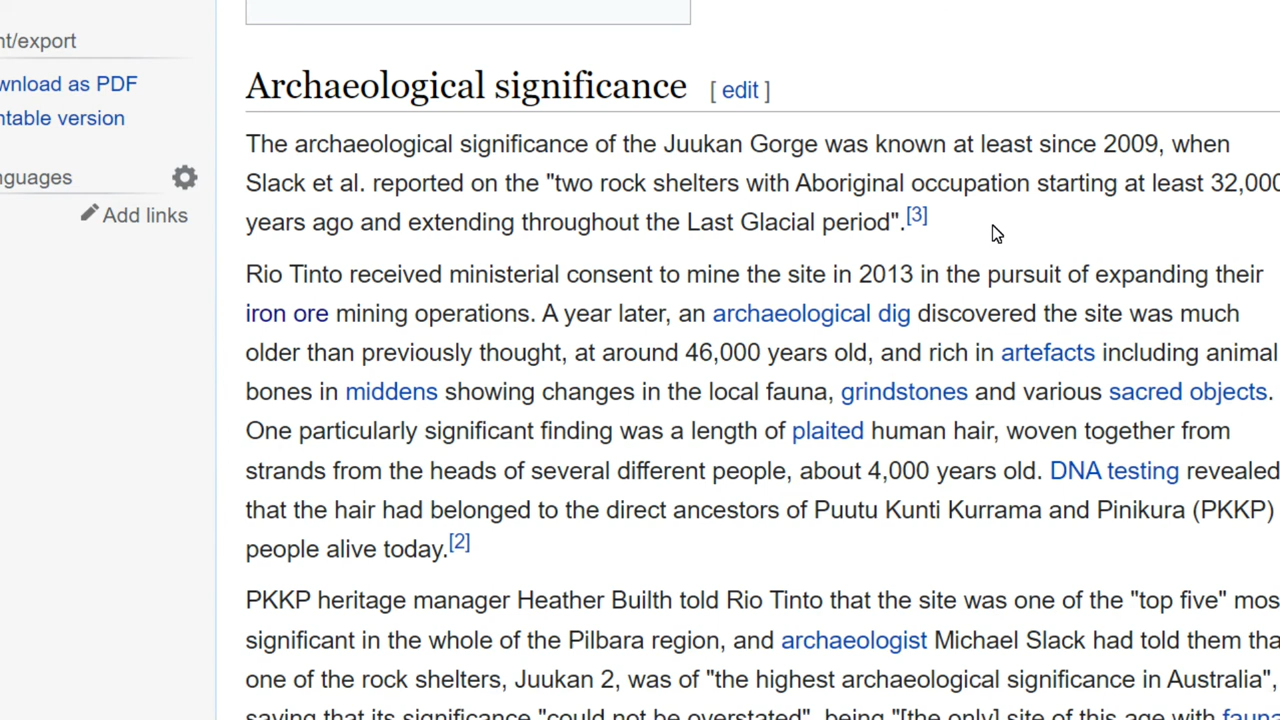 nt/export
wnload as PDF
ntable version
nguages
Add links
Archaeological significance [ edit ]
The archaeological significance of the Juukan Gorge was known at least since 2009, when
Slack et al. reported on the "two rock shelters with Aboriginal occupation starting at least 32,000
years ago and extending throughout the Last Glacial period".[3]
Rio Tinto received ministerial consent to mine the site in 2013 in the pursuit of expanding their
iron ore mining operations. A year later, an archaeological dig discovered the site was much
older than previously thought, at around 46,000 years old, and rich in artefacts including animal
bones in middens showing changes in the local fauna, grindstones and various sacred objects.
One particularly significant finding was a length of plaited human hair, woven together from
strands from the heads of several different people, about 4,000 years old. DNA testing revealed
that the hair had belonged to the direct ancestors of Puutu Kunti Kurrama and Pinikura (PKKP)
people alive today.[2]
PKKP heritage manager Heather Builth told Rio Tinto that the site was one of the "top five" mos
significant in the whole of the Pilbara region, and archaeologist Michael Slack had told them tha
one of the rock shelters, Juukan 2, was of "the highest archaeological significance in Australia",
saying that its significance "could not be overstated", being "[the only] site of this age with fauna